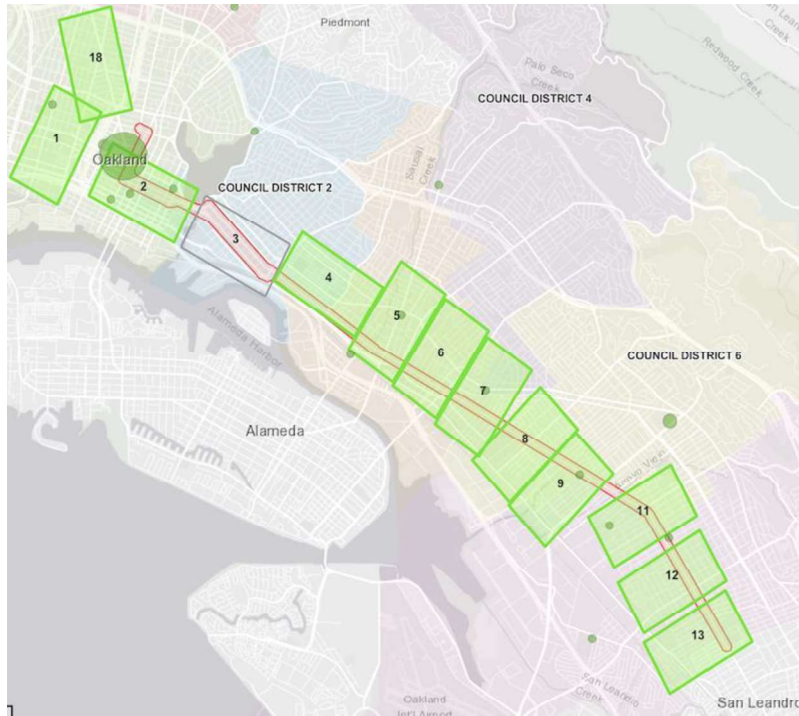 Piedmont
18
Palo Seco
Creek
Redwood Creek
COUNCIL DISTRICT 4
1
Oakland
Sausal
Creek
2
COUNCIL DISTRICT 2
3
4
Alameda Harbor
5
6
COUNCIL DISTRICT 6
7
Alameda
8
9
11
12
13
San Leandro
Creek
Oakland
Int'l Airport
San Leandro